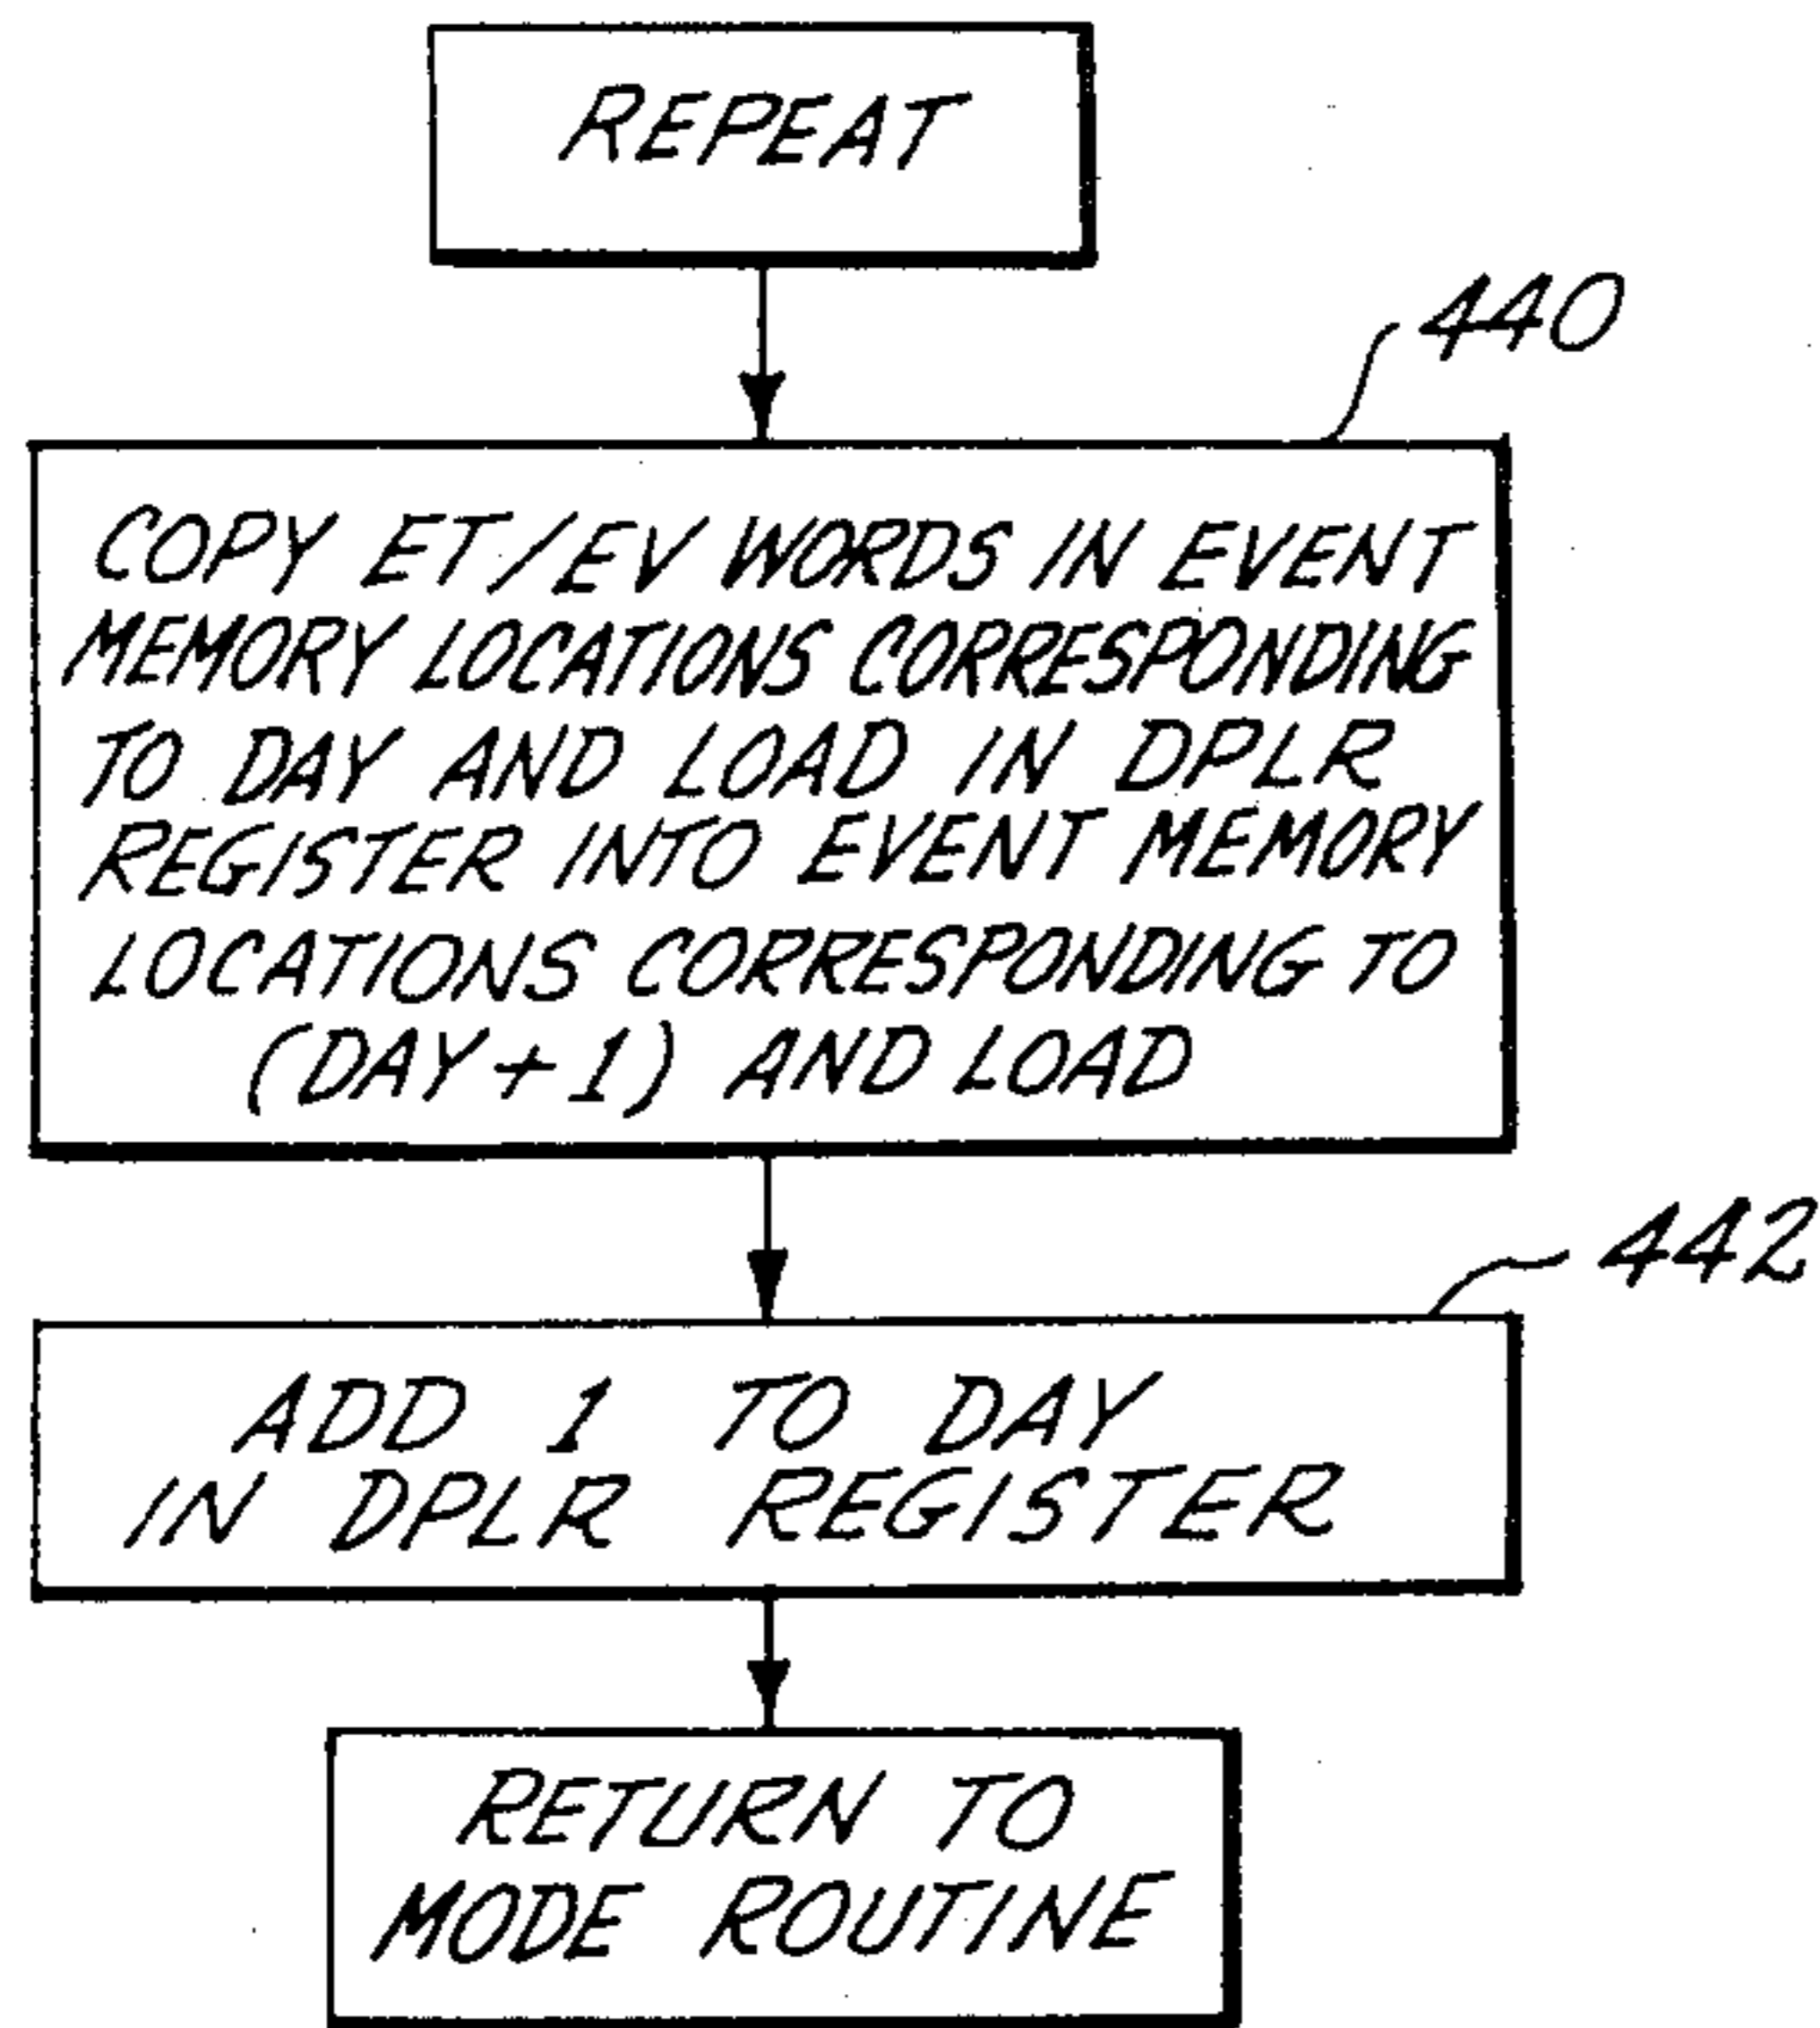 REPEAT
440
COPY ET/EV WORDS IN EVENT
MEMORY LOCATIONS CORRESPONDING
TO DAY AND LOAD IN DPLR
REGISTER INTO EVENT MEMORY
LOCATIONS CORRESPONDING TO
(DAY+1) AND LOAD
442
ADD 1 TO DAY
IN DPLR REGISTER
RETURN TO
MODE ROUTINE